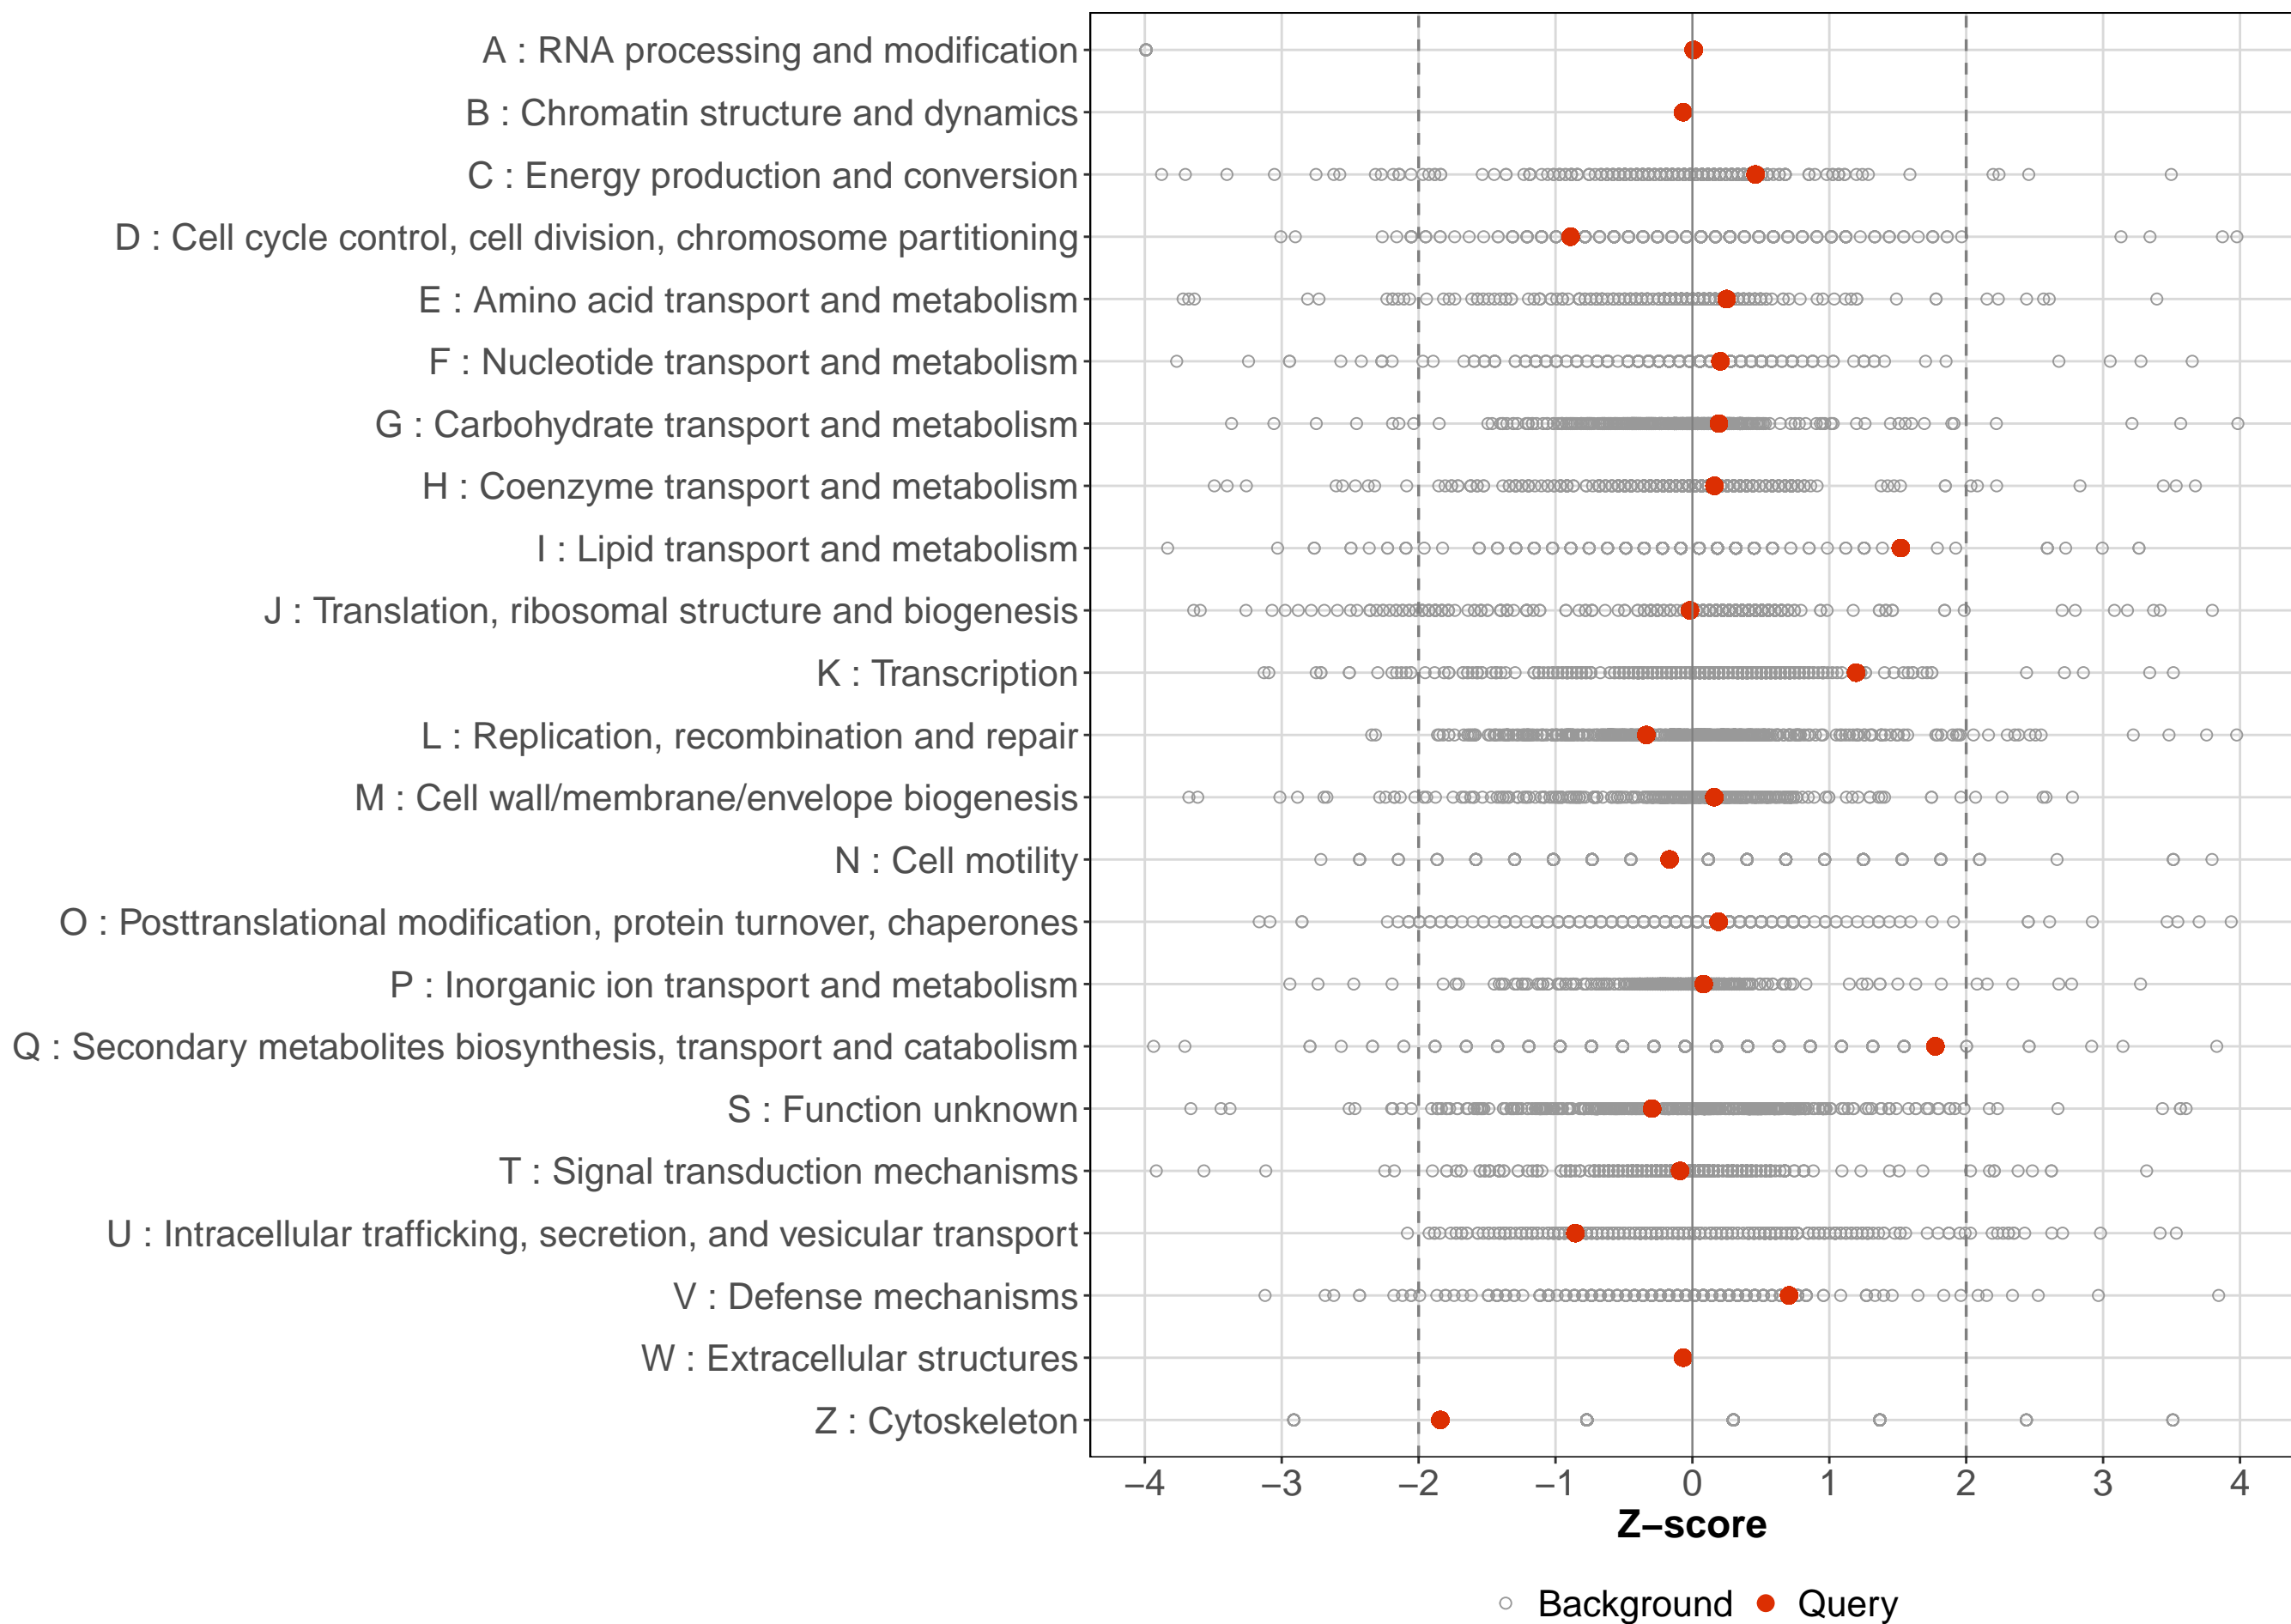 A : RNA processing and modification
B : Chromatin structure and dynamics
C : Energy production and conversion
D : Cell cycle control, cell division, chromosome partitioning
E : Amino acid transport and metabolism
F : Nucleotide transport and metabolism
G : Carbohydrate transport and metabolism
H : Coenzyme transport and metabolism
I : Lipid transport and metabolism
J : Translation, ribosomal structure and biogenesis
K : Transcription
L : Replication, recombination and repair
M : Cell wall/membrane/envelope biogenesis
N : Cell motility
O : Posttranslational modification, protein turnover, chaperones
P : Inorganic ion transport and metabolism
Q : Secondary metabolites biosynthesis, transport and catabolism
S : Function unknown
T : Signal transduction mechanisms
U : Intracellular trafficking, secretion, and vesicular transport
V : Defense mechanisms
W : Extracellular structures
Z : Cytoskeleton
−4 −3 −2 −1 0 1 2 3 4
Z−score
Background Query